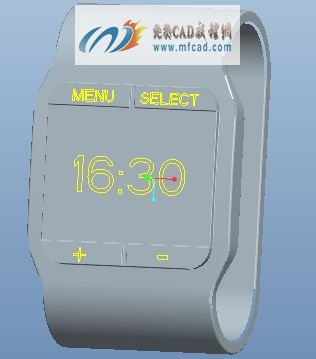 免费CAD教程网
www.mfcad.com
MENU SELECT
16:30
+ -